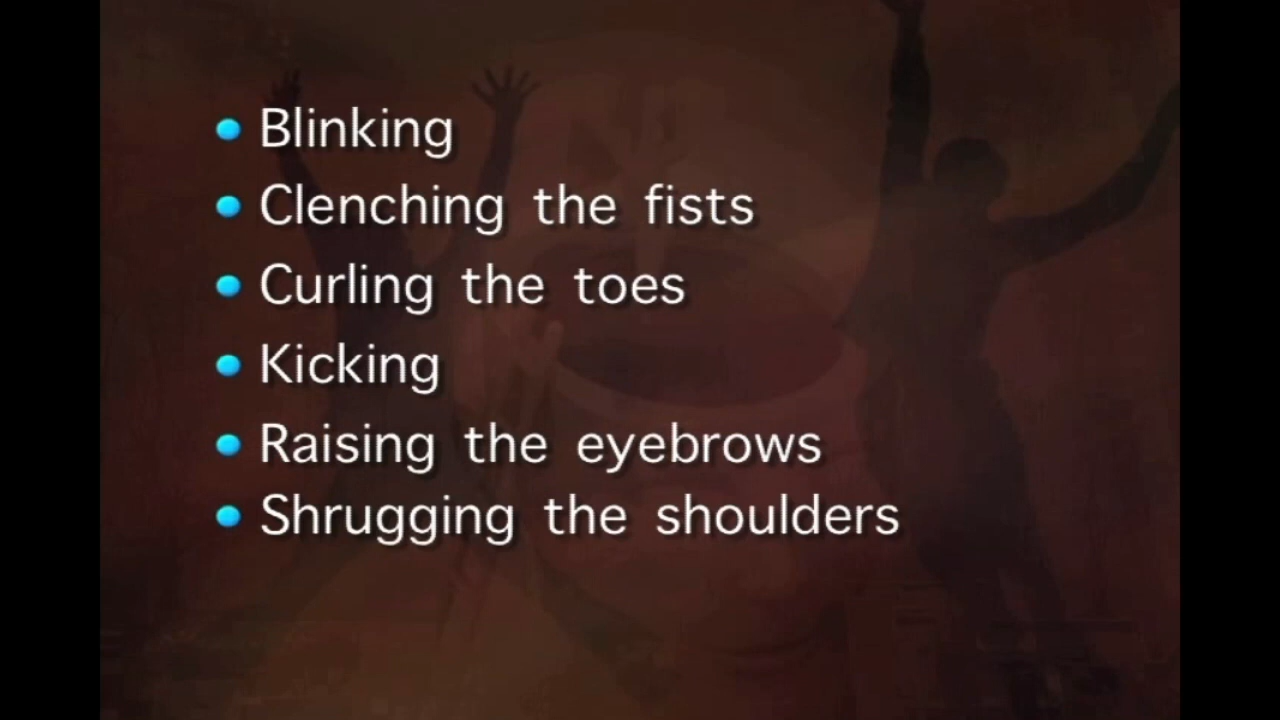 Blinking
Clenching the fists
Curling the toes
Kicking
Raising the eyebrows
Shrugging the shoulders